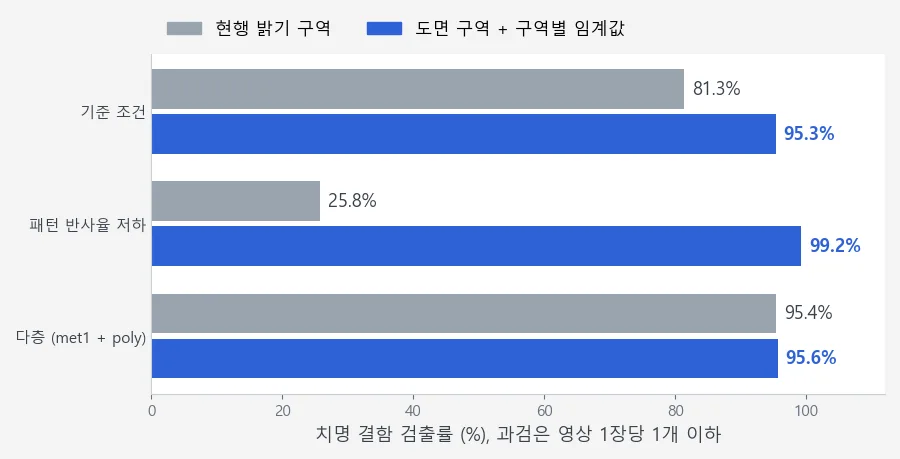 현행 밝기 구역 도면 구역 + 구역별 임계값
기준 조건
81.3%
95.3%
패턴 반사율 저하
25.8%
99.2%
다층 (met1 + poly)
95.4%
95.6%
0 20 40 60 80 100
치명 결함 검출률 (%), 과검은 영상 1장당 1개 이하